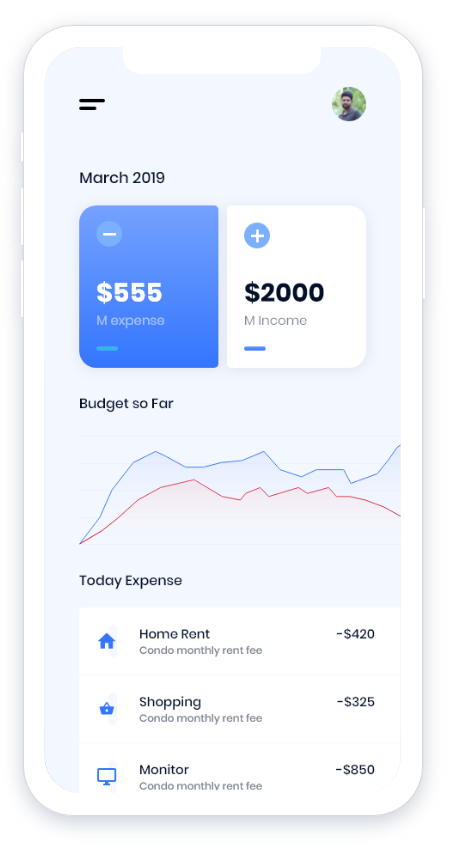 March 2019
$555
M expense
$2000
M Income
Budget so Far
Today Expense
Home Rent
-$420
Condo monthly rent fee
Shopping
-$325
Condo monthly rent fee
Monitor
-$850
Condo monthly rent fee